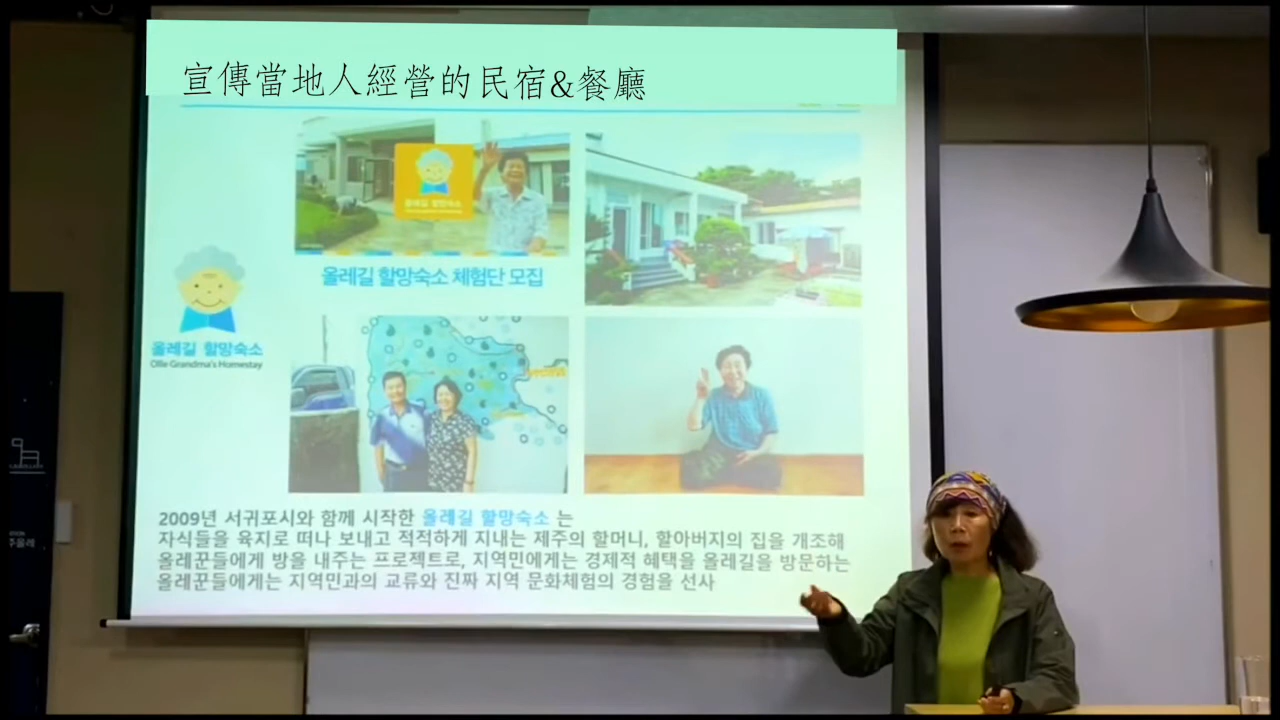 宣傳當地人經營的民宿&餐廳
올레길 할망숙소
올레길 할망숙소 체험단 모집
올레길 할망숙소
Olle Grandma's Homestay
2009년 서귀포시와 함께 시작한 올레길 할망숙소 는
자식들을 육지로 떠나 보내고 적적하게 지내는 제주의 할머니, 할아버지의 집을 개조해
올레꾼들에게 방을 내주는 프로젝트로, 지역민에게는 경제적 혜택을 올레길을 방문하는
올레꾼들에게는 지역민과의 교류와 진짜 지역 문화체험의 경험을 선사